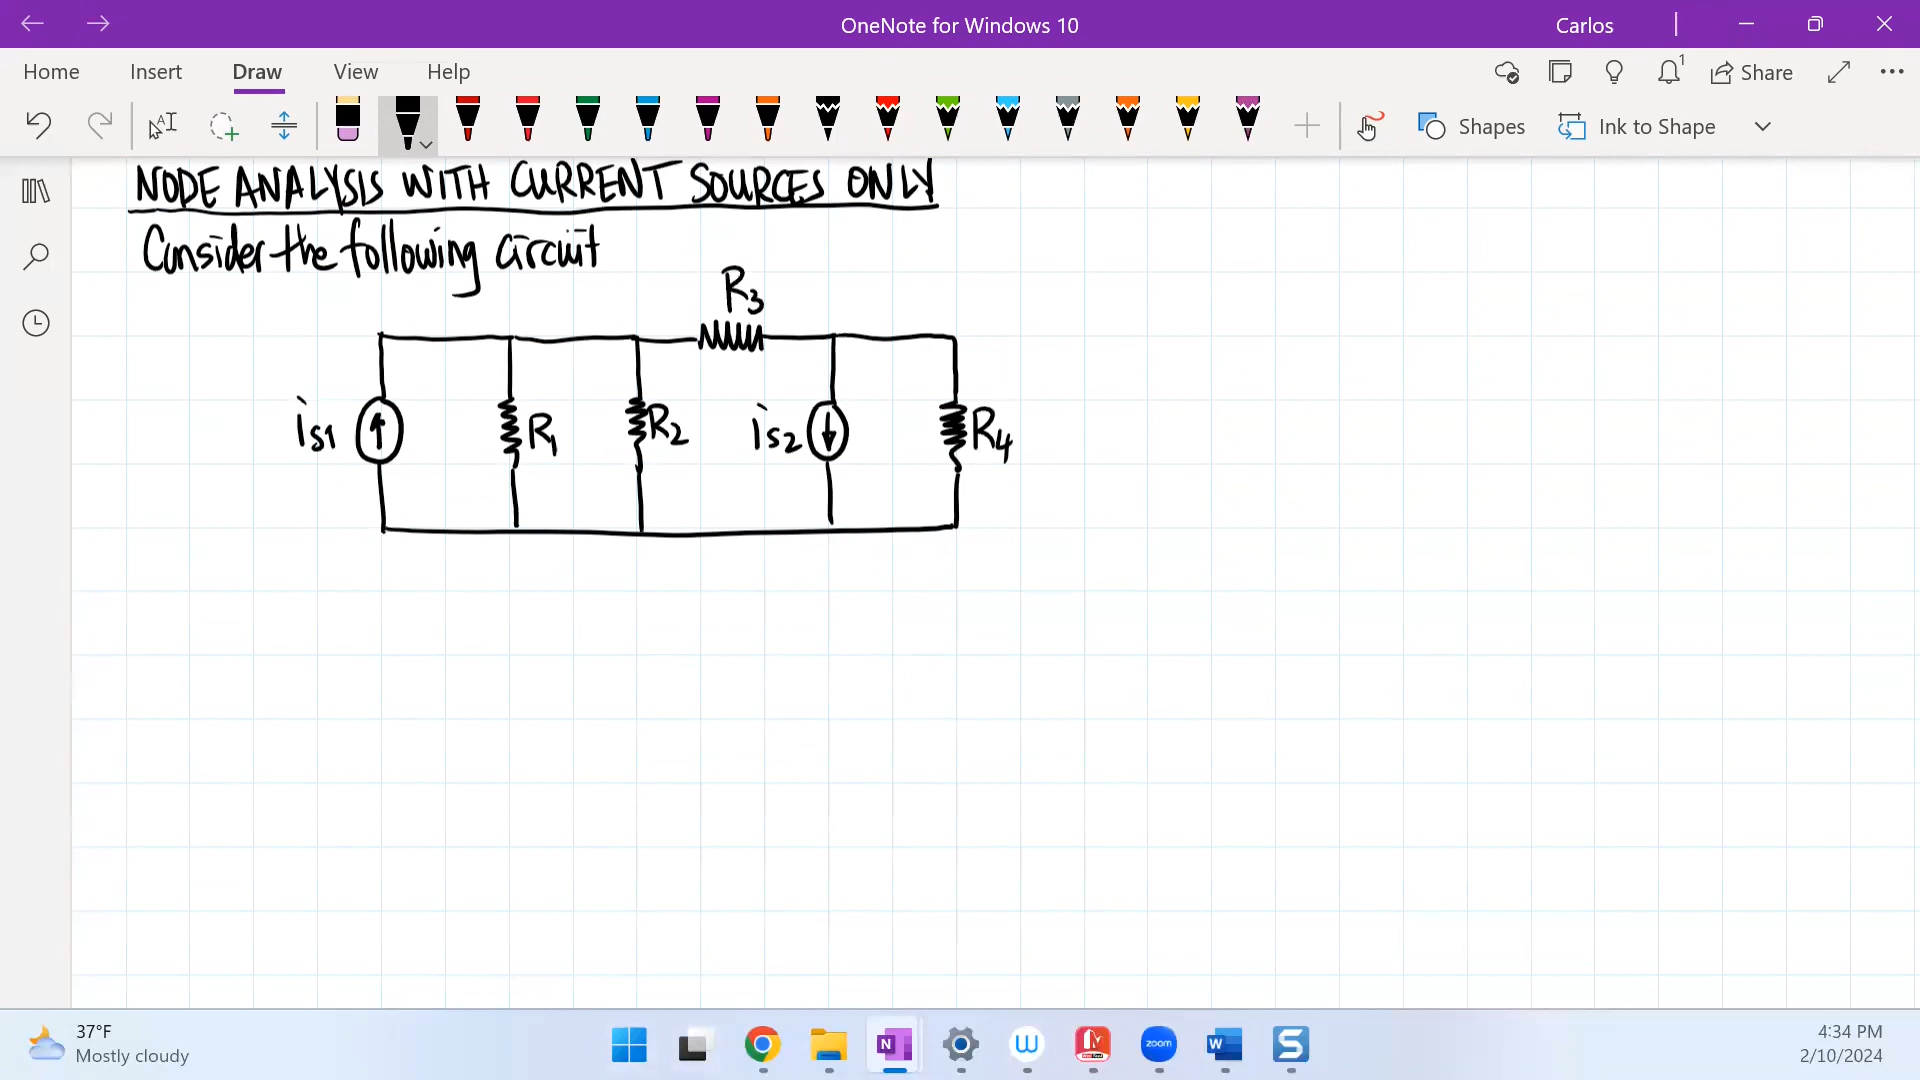 OneNote for Windows 10
Carlos
Home Insert Draw View Help
1
Share
Shapes
Ink to Shape
NODE ANALYSIS WITH CURRENT SOURCES ONLY
Consider the following circuit
R3
is1
R1
R2
is2
R4
37°F
Mostly cloudy
N
zoom
W
S
4:34 PM
2/10/2024